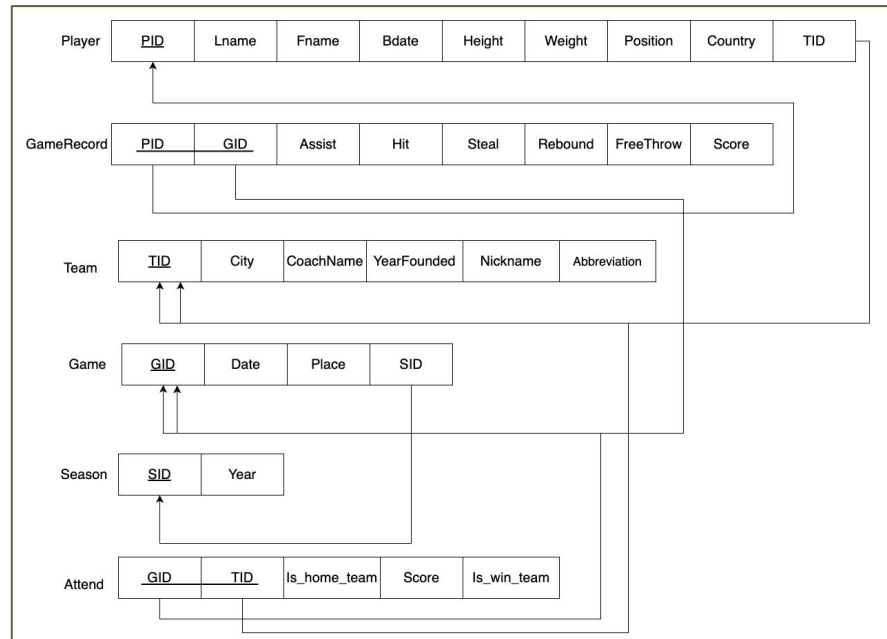 Player PID Lname Fname Bdate Height Weight Position Country TID
GameRecord PID GID Assist Hit Steal Rebound FreeThrow Score
Team TID City CoachName YearFounded Nickname Abbreviation
Game GID Date Place SID
Season SID Year
Attend GID TID Is_home_team Score Is_win_team